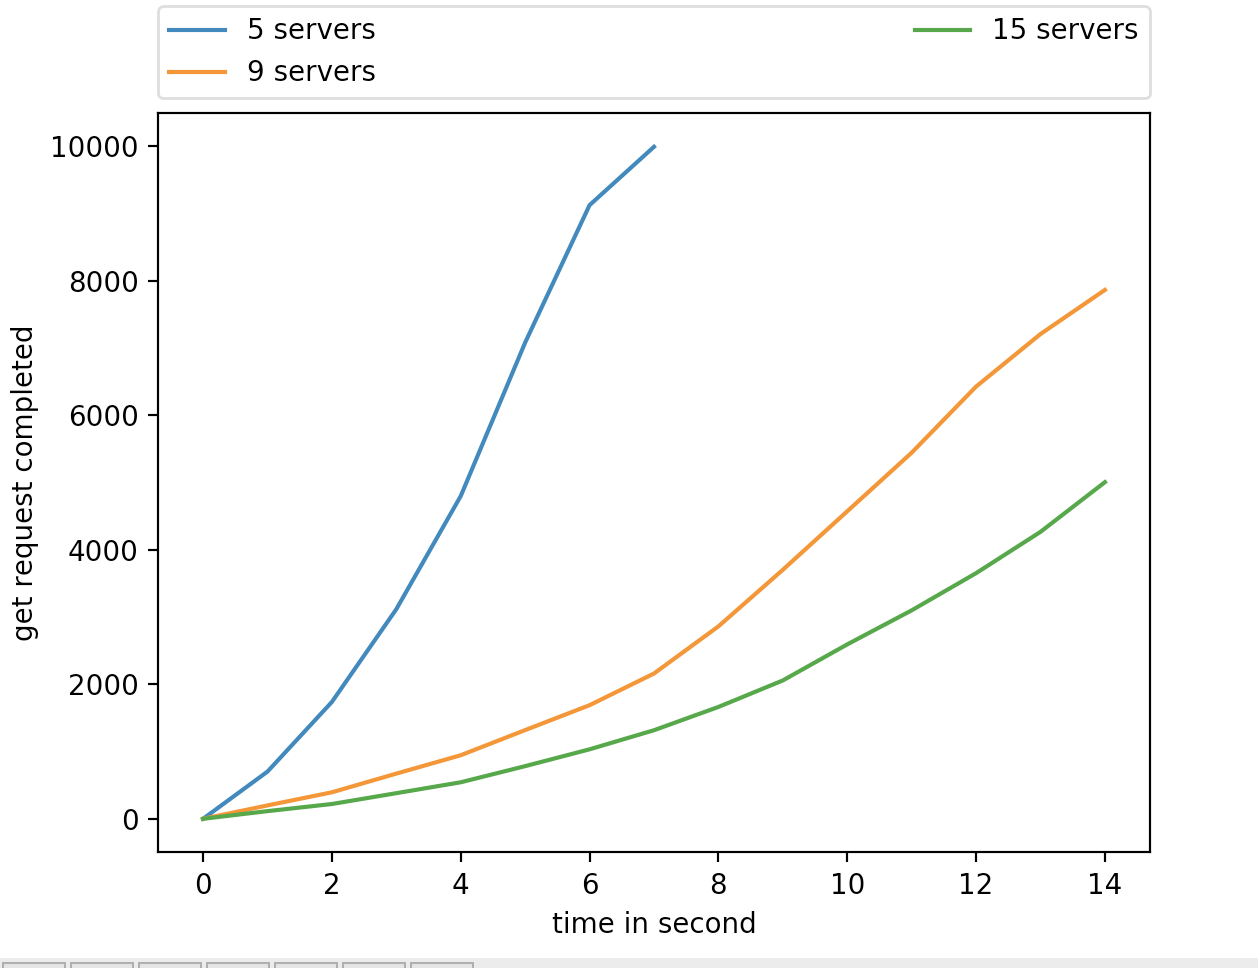 5 servers
9 servers
15 servers
10000
8000
6000
4000
2000
0
get request completed
0 2 4 6 8 10 12 14
time in second